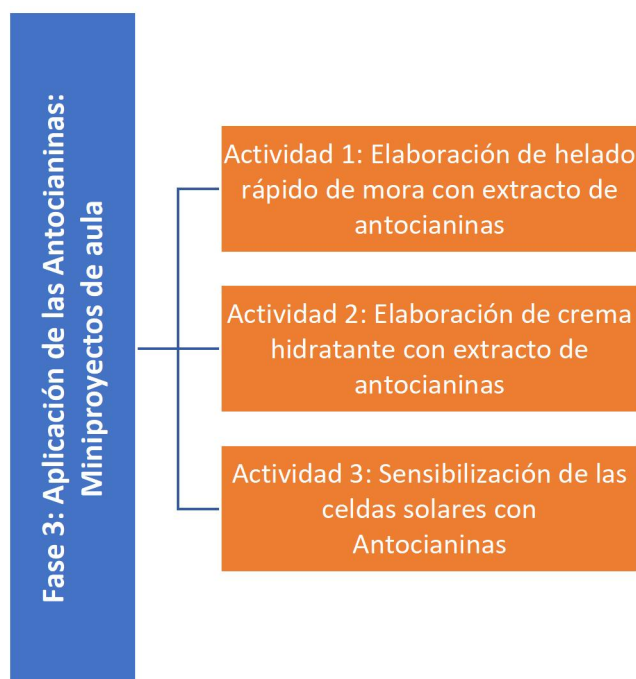 Fase 3: Aplicación de las Antocianinas:
Miniproyectos de aula
Actividad 1: Elaboración de helado
rápido de mora con extracto de
antocianinas
Actividad 2: Elaboración de crema
hidratante con extracto de
antocianinas
Actividad 3: Sensibilización de las
celdas solares con
Antocianinas